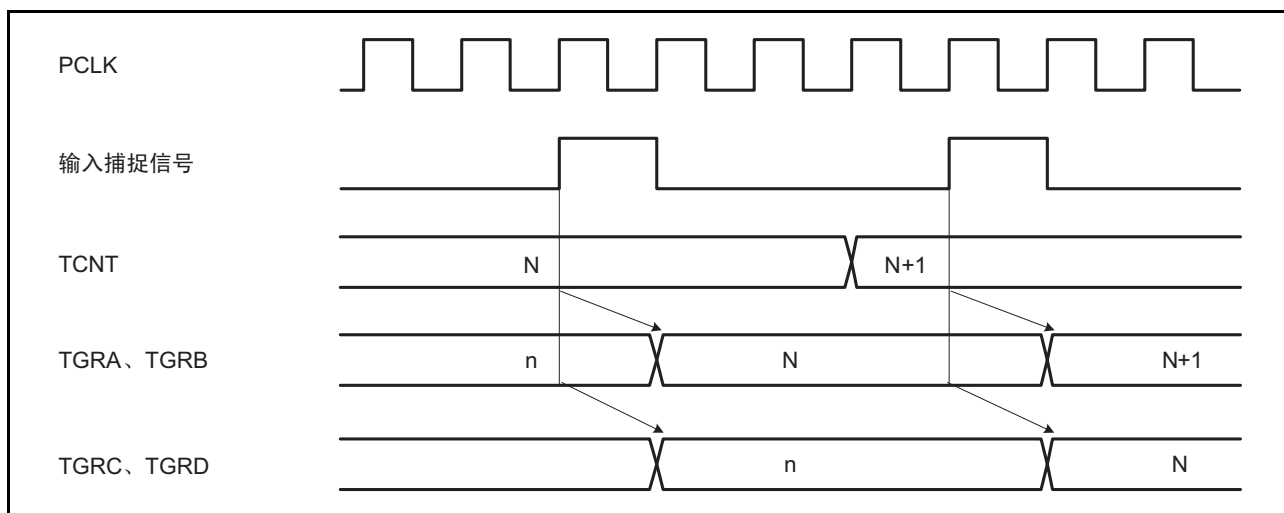 PCLK
输入捕捉信号
TCNT N N+1
TGRA、TGRB n N N+1
TGRC、TGRD n N